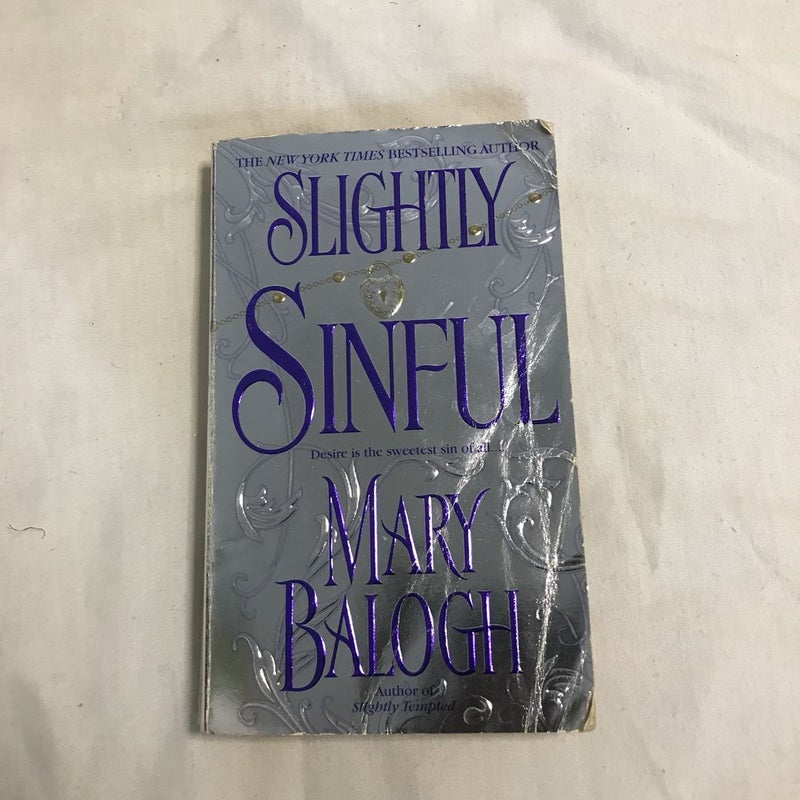 THE NEW YORK TIMES BESTSELLING AUTHOR
SLIGHTLY
SINFUL
Desire is the sweetest sin of all...
MARY
BALOGH
Author of
Slightly Tempted